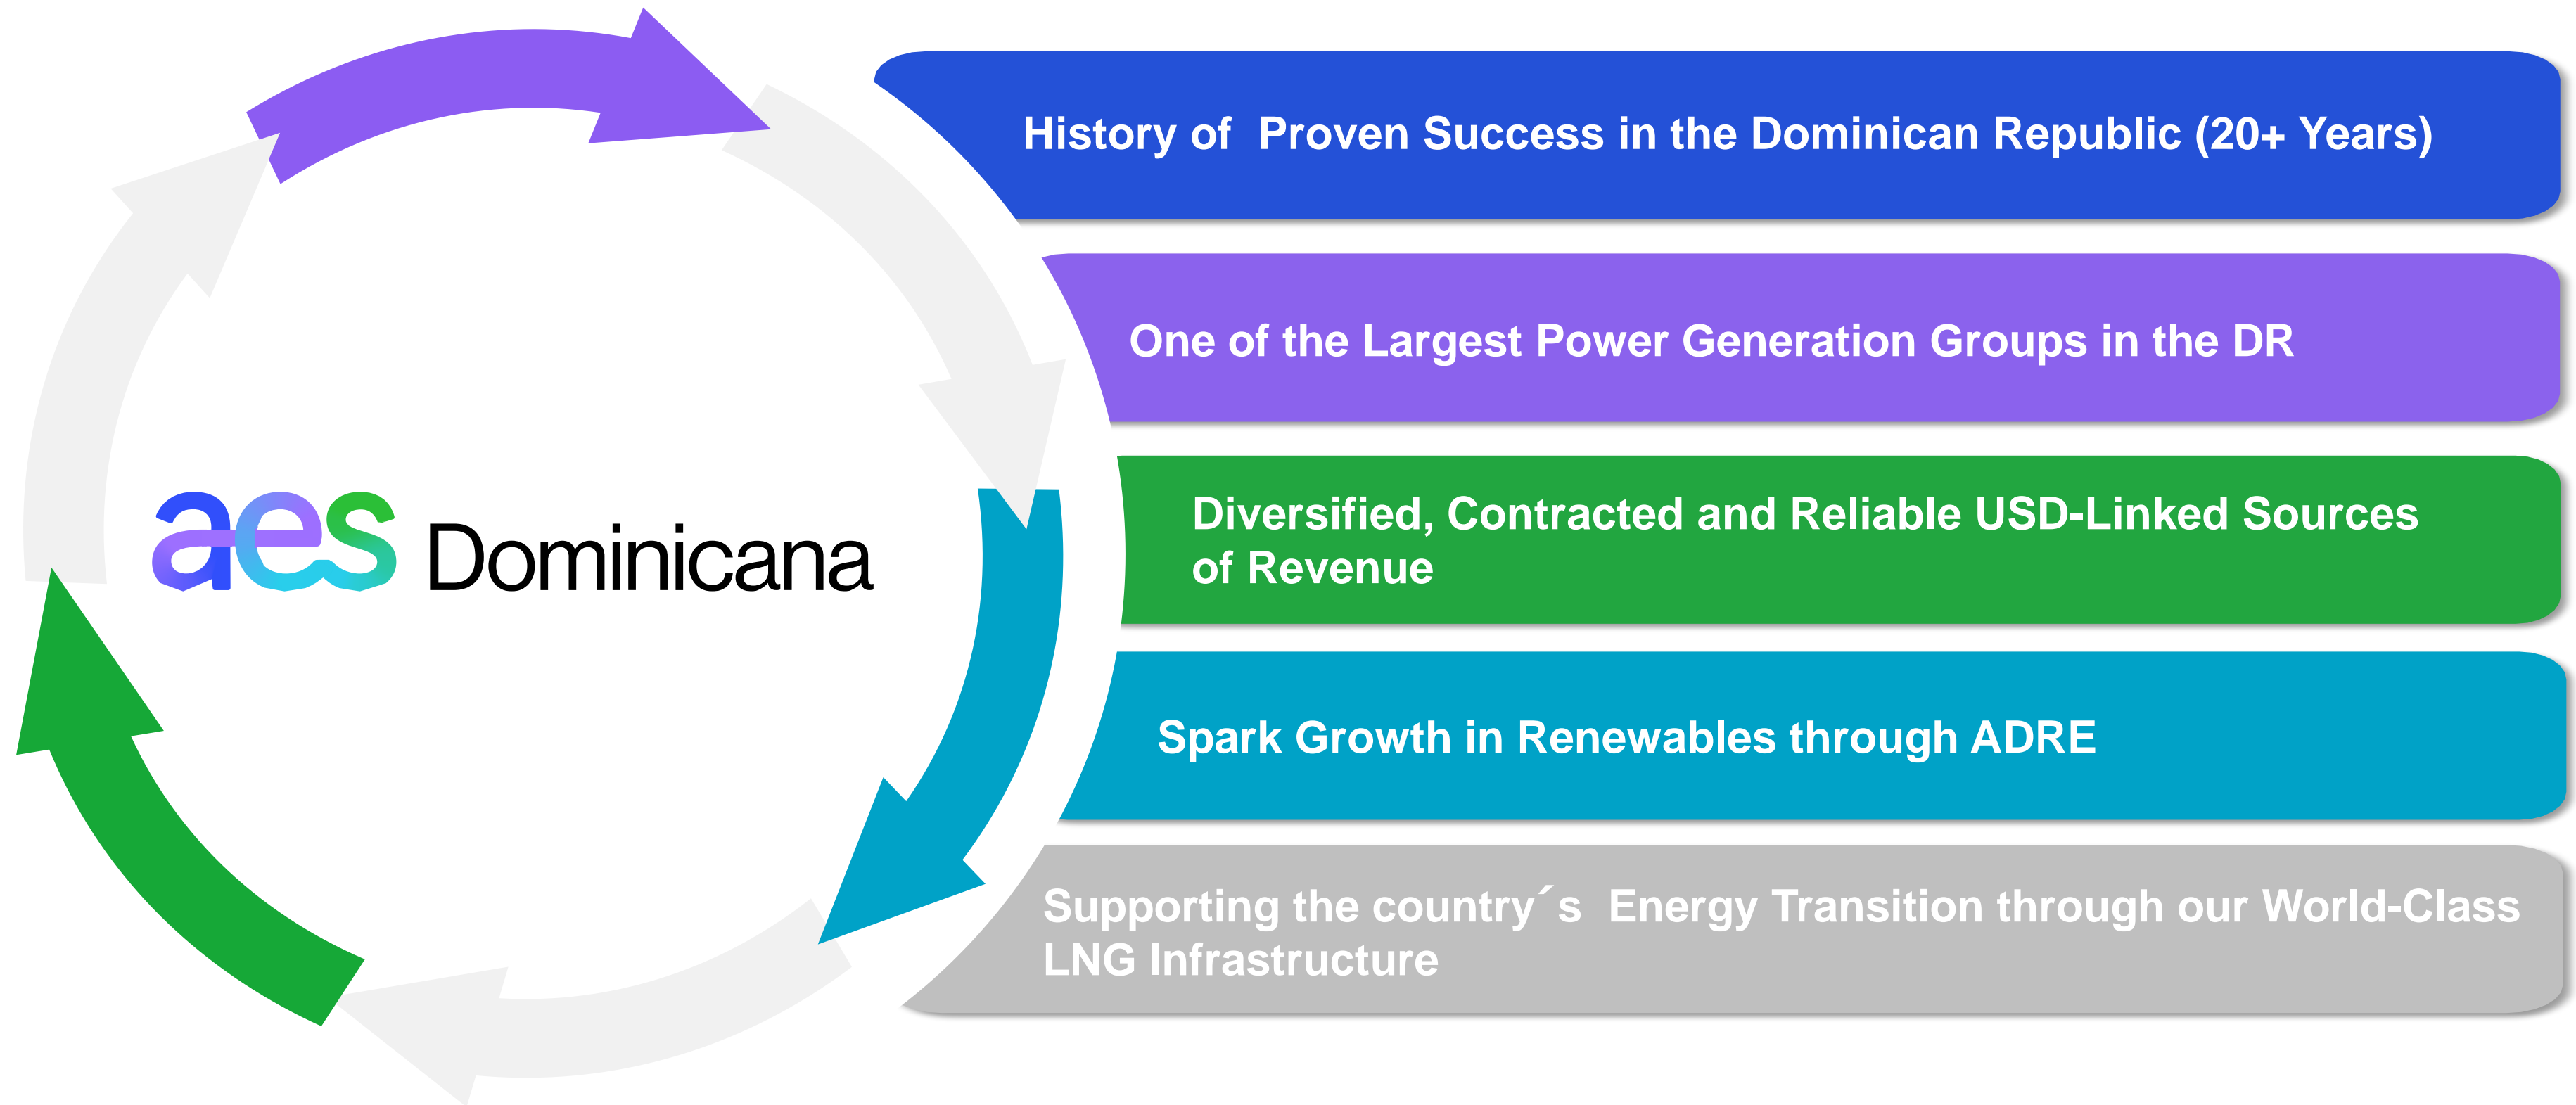 aes Dominicana
History of  Proven Success in the Dominican Republic (20+ Years)
One of the Largest Power Generation Groups in the DR
Diversified, Contracted and Reliable USD-Linked Sources
of Revenue
Spark Growth in Renewables through ADRE
Supporting the country´s  Energy Transition through our World-Class
LNG Infrastructure